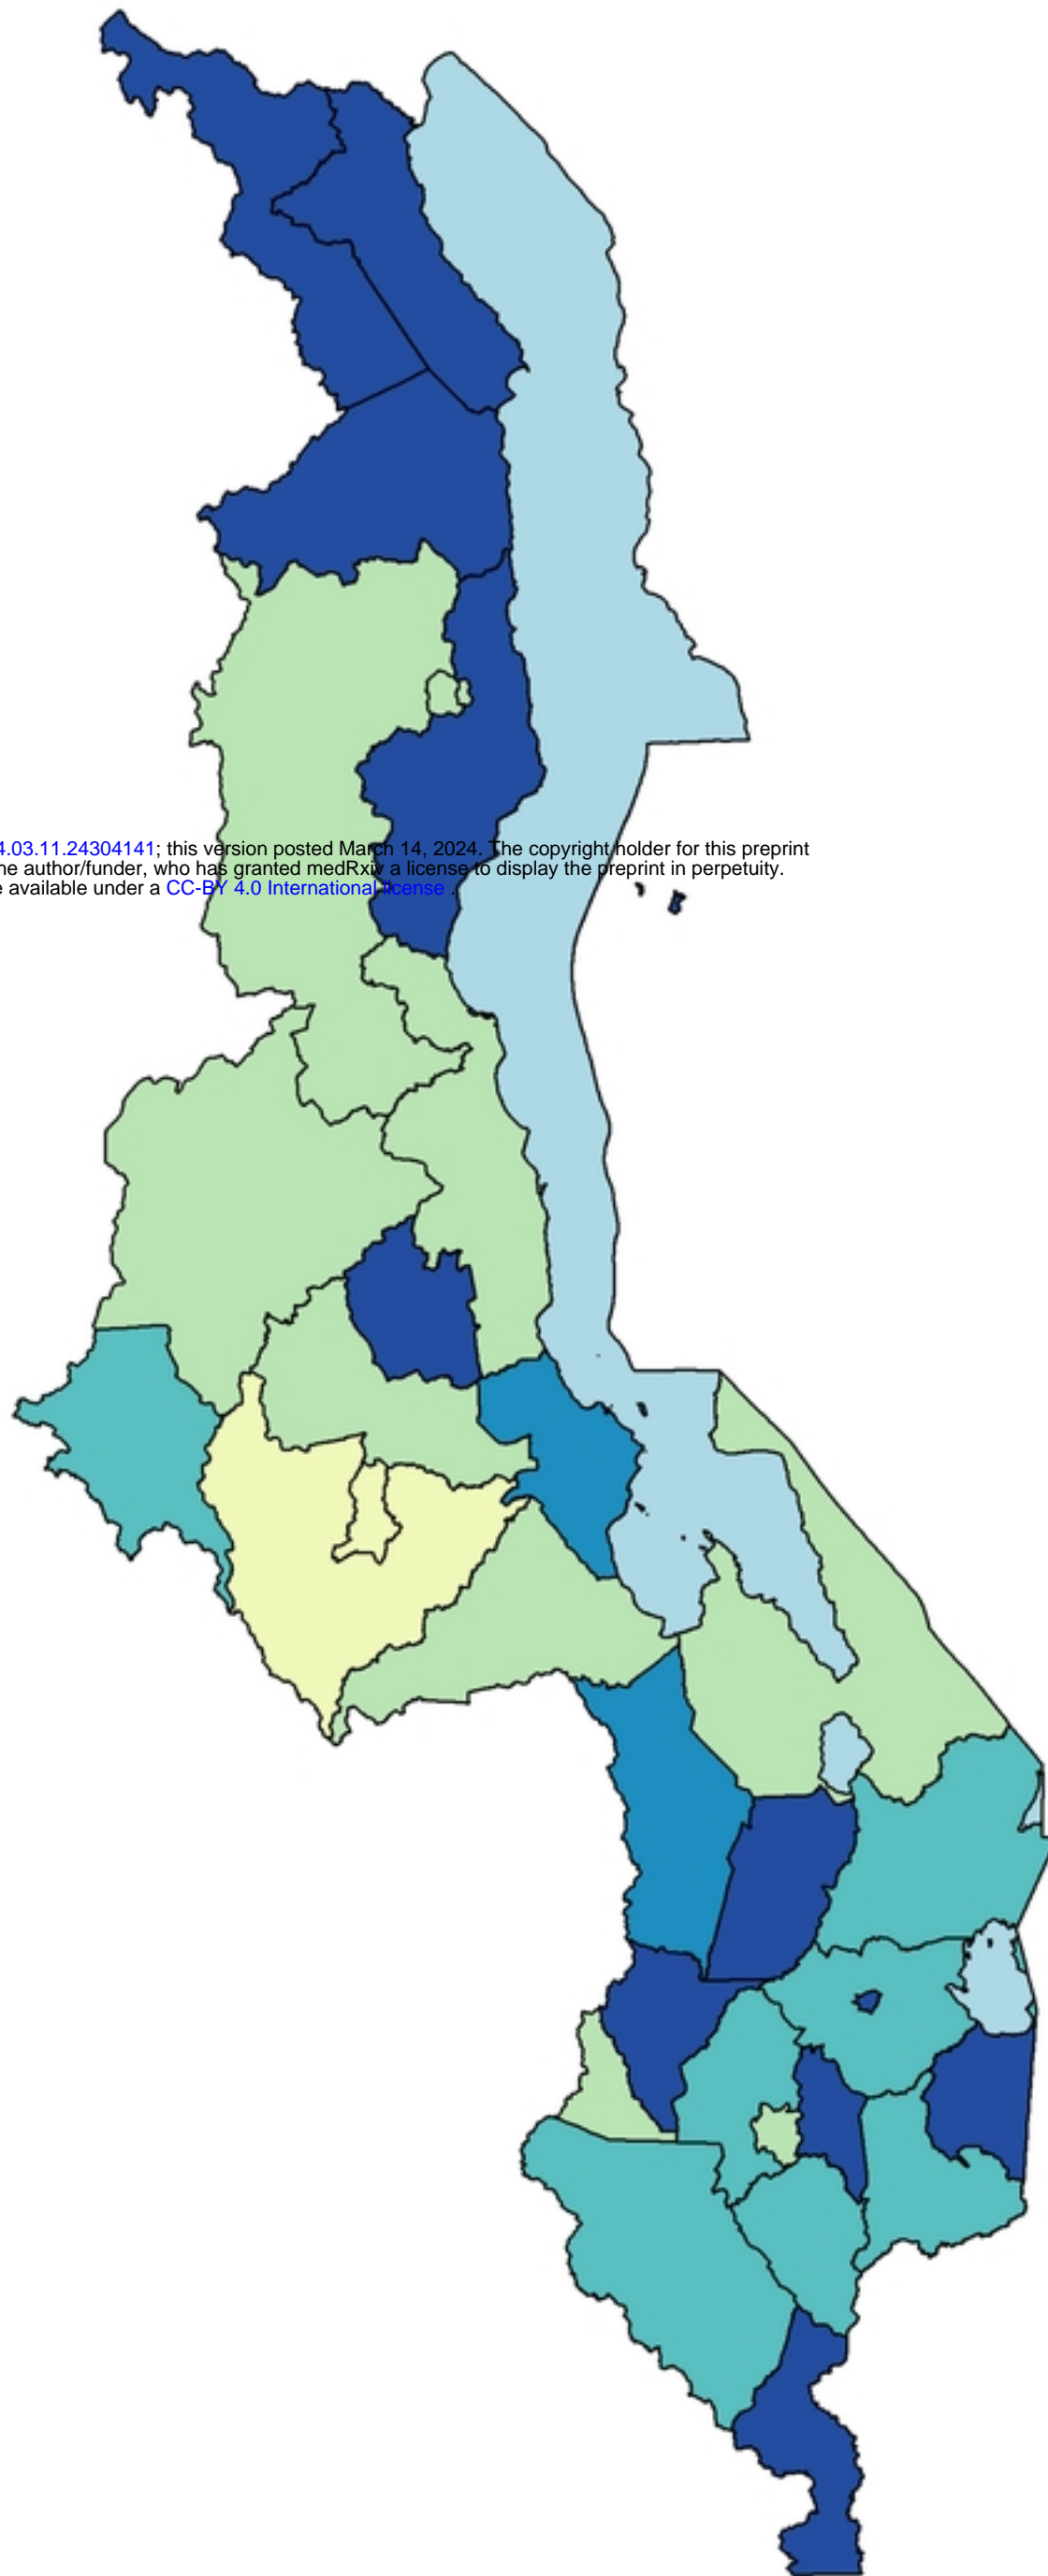 4.03.11.24304141; this version posted March 14, 2024. The copyright holder for this preprint
he author/funder, who has granted medRxiv a license to display the preprint in perpetuity.
e available under a CC-BY 4.0 International license .